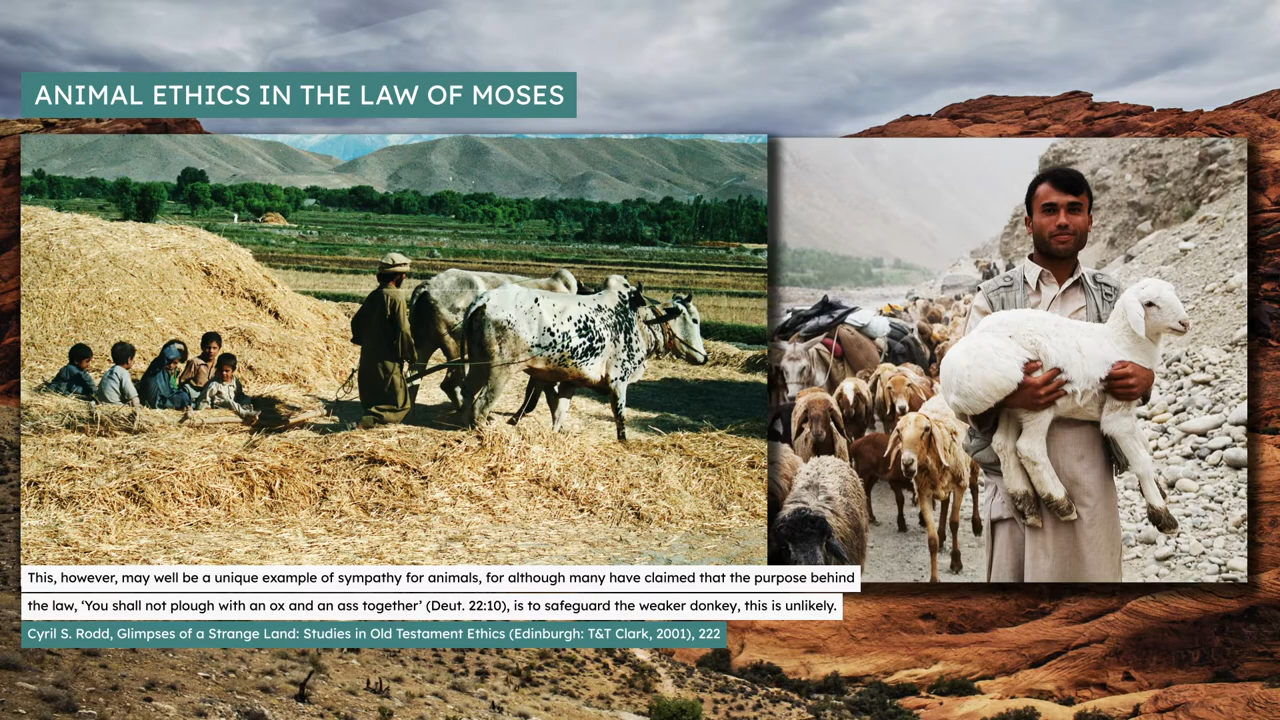 ANIMAL ETHICS IN THE LAW OF MOSES
This, however, may well be a unique example of sympathy for animals, for although many have claimed that the purpose behind
the law, ‘You shall not plough with an ox and an ass together’ (Deut. 22:10), is to safeguard the weaker donkey, this is unlikely.
Cyril S. Rodd, Glimpses of a Strange Land: Studies in Old Testament Ethics (Edinburgh: T&T Clark, 2001), 222